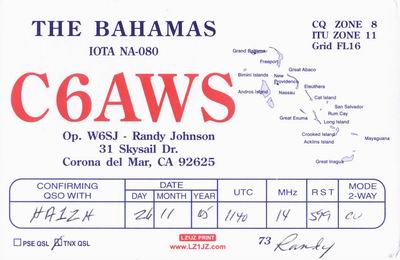 THE BAHAMAS
IOTA NA-080
CQ ZONE 8
ITU ZONE 11
Grid FL16
C6AWS
Grand Bahama
Freeport
Great Abaco
Bimini Islands
New Providence
Andros Island
Nassau
Eleuthera
Cat Island
San Salvador
Great Exuma
Rum Cay
Long Island
Crooked Island
Mayaguana
Acklins Island
Great Inagua
Op. W6SJ - Randy Johnson
31 Skysail Dr.
Corona del Mar, CA 92625
CONFIRMING QSO WITH
DATE
DAY MONTH YEAR
UTC
MHz
RST
MODE 2-WAY
HA1ZH 26 11 05 1140 14 599 CW
PSE QSL TNX QSL
LZ1JZ PRINT
www.LZ1JZ.com
73 Randy